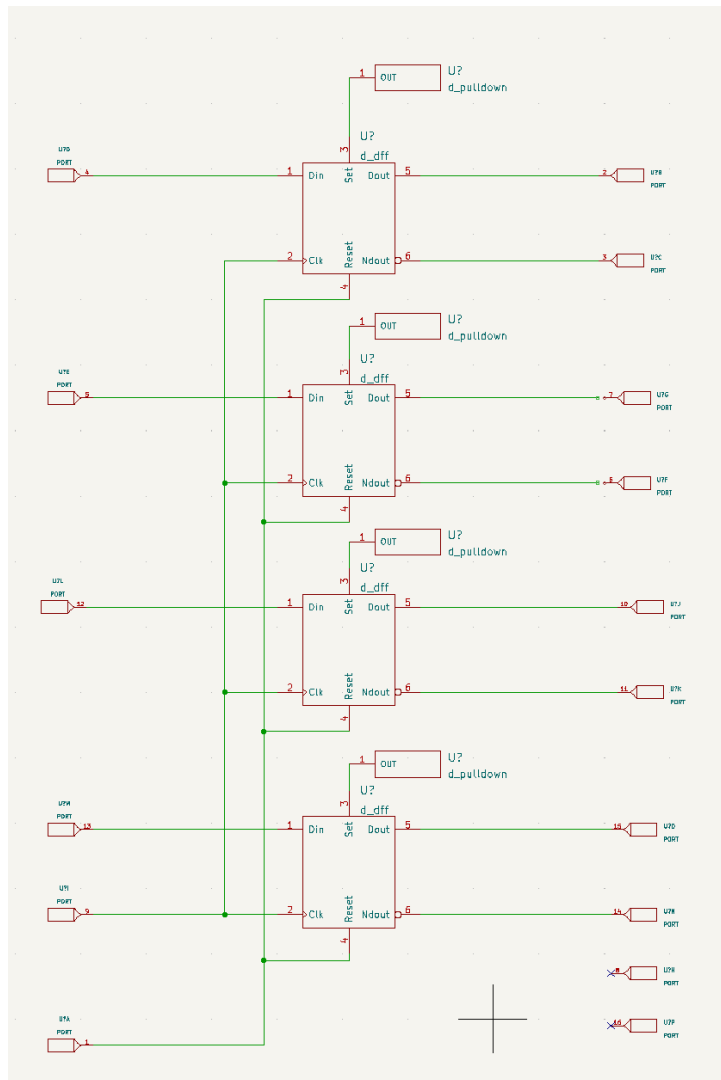 1 OUT U?
d_pulldown
U?
d_dff
U?D
PORT
4
1 Din Set 3 Dout 5
2 U?B
PORT
2 Clk Reset 4 Ndout 6
3 U?C
PORT
1 OUT U?
d_pulldown
U?
d_dff
U?E
PORT
5
1 Din Set 3 Dout 5
7 U?G
PORT
2 Clk Reset 4 Ndout 6
6 U?F
PORT
1 OUT U?
d_pulldown
U?
d_dff
U?L
PORT
12
1 Din Set 3 Dout 5
10 U?J
PORT
2 Clk Reset 4 Ndout 6
11 U?K
PORT
1 OUT U?
d_pulldown
U?
d_dff
U?M
PORT
13
1 Din Set 3 Dout 5
15 U?O
PORT
U?I
PORT
9
2 Clk Reset 4 Ndout 6
14 U?N
PORT
8 U?H
PORT
U?A
PORT
1
16 U?P
PORT